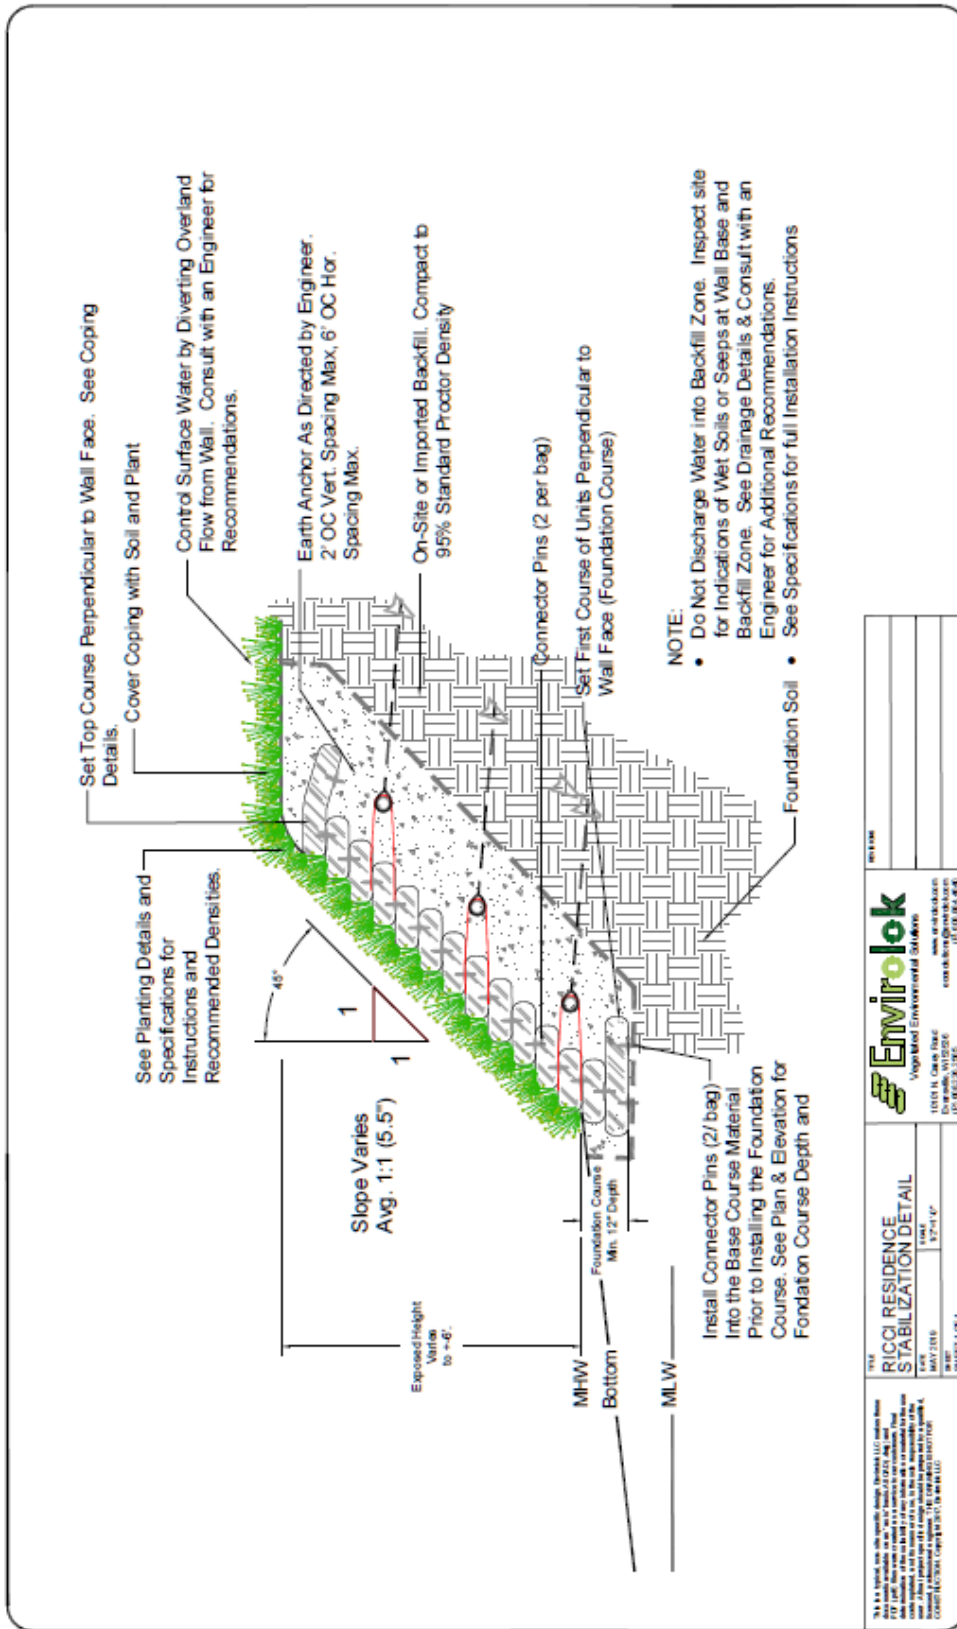 Set Top Course Perpendicular to Wall Face. See Coping
Details.
Cover Coping with Soil and Plant
Control Surface Water by Diverting Overland
Flow from Wall. Consult with an Engineer for
Recommendations.
See Planting Details and
Specifications for
Instructions and
Recommended Densities.
Earth Anchor As Directed by Engineer.
2' OC Vert. Spacing Max, 6' OC Hor.
Spacing Max.
45°
1
1
On-Site or Imported Backfill. Compact to
95% Standard Proctor Density
Slope Varies
Avg. 1:1 (5.5")
Exposed Height
Varies
to +-6'.
Connector Pins (2 per bag)
Set First Course of Units Perpendicular to
Wall Face (Foundation Course)
MHW
Bottom
MLW
Foundation Course
Min. 12" Depth
Install Connector Pins (2/ bag)
Into the Base Course Material
Prior to Installing the Foundation
Course. See Plan & Elevation for
Fondation Course Depth and
Foundation Soil
NOTE:
• Do Not Discharge Water into Backfill Zone. Inspect site
for Indications of Wet Soils or Seeps at Wall Base and
Backfill Zone. See Drainage Details & Consult with an
Engineer for Additional Recommendations.
• See Specifications for full Installation Instructions
TITLE
RICCI RESIDENCE
STABILIZATION DETAIL
DATE
MAY 2018
SCALE
Envirolok
Vegetated Environmental Solutions